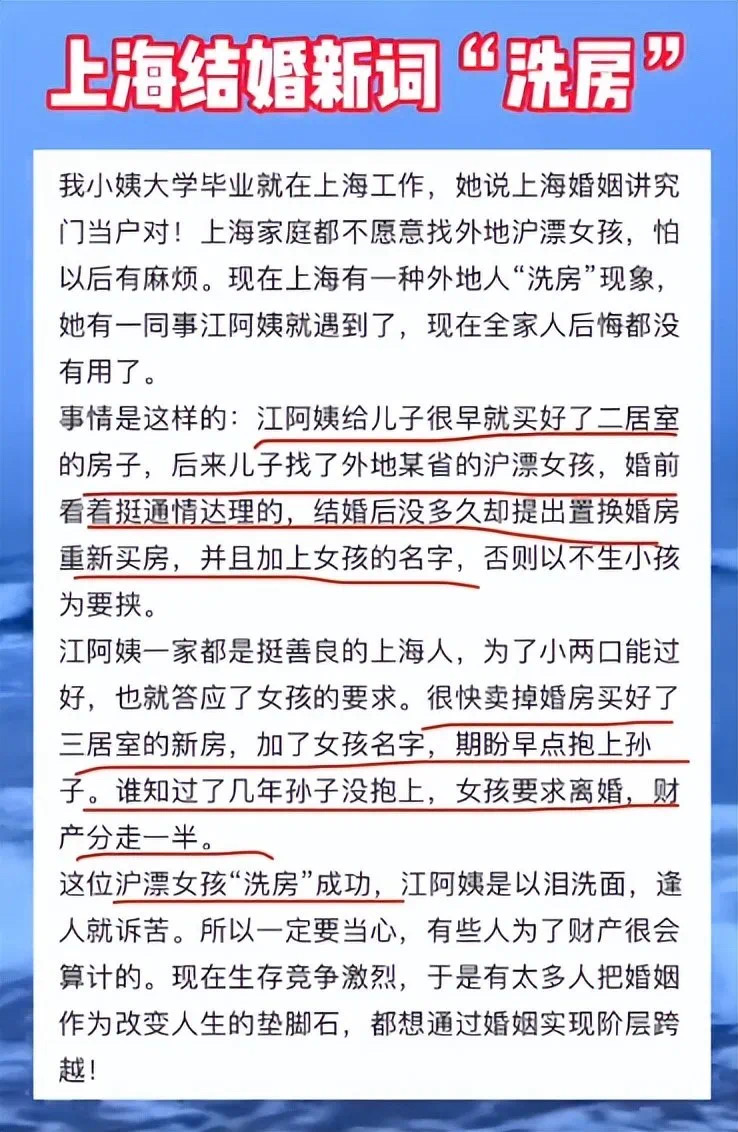 上海结婚新词“洗房”
我小姨大学毕业就在上海工作，她说上海婚姻讲究
门当户对！上海家庭都不愿意找外地沪漂女孩，怕
以后有麻烦。现在上海有一种外地人“洗房”现象，
她有一同事江阿姨就遇到了，现在全家人后悔都没
有用了。
事情是这样的：江阿姨给儿子很早就买好了二居室
的房子，后来儿子找了外地某省的沪漂女孩，婚前
看着挺通情达理的，结婚后没多久却提出置换婚房
重新买房，并且加上女孩的名字，否则以不生小孩
为要挟。
江阿姨一家都是挺善良的上海人，为了小两口能过
好，也就答应了女孩的要求。很快卖掉婚房买好了
三居室的新房，加了女孩名字，期盼早点抱上孙
子。谁知过了几年孙子没抱上，女孩要求离婚，财
产分走一半。
这位沪漂女孩“洗房”成功，江阿姨是以泪洗面，逢
人就诉苦。所以一定要当心，有些人为了财产很会
算计的。现在生存竞争激烈，于是有太多人把婚姻
作为改变人生的垫脚石，都想通过婚姻实现阶层跨
越！